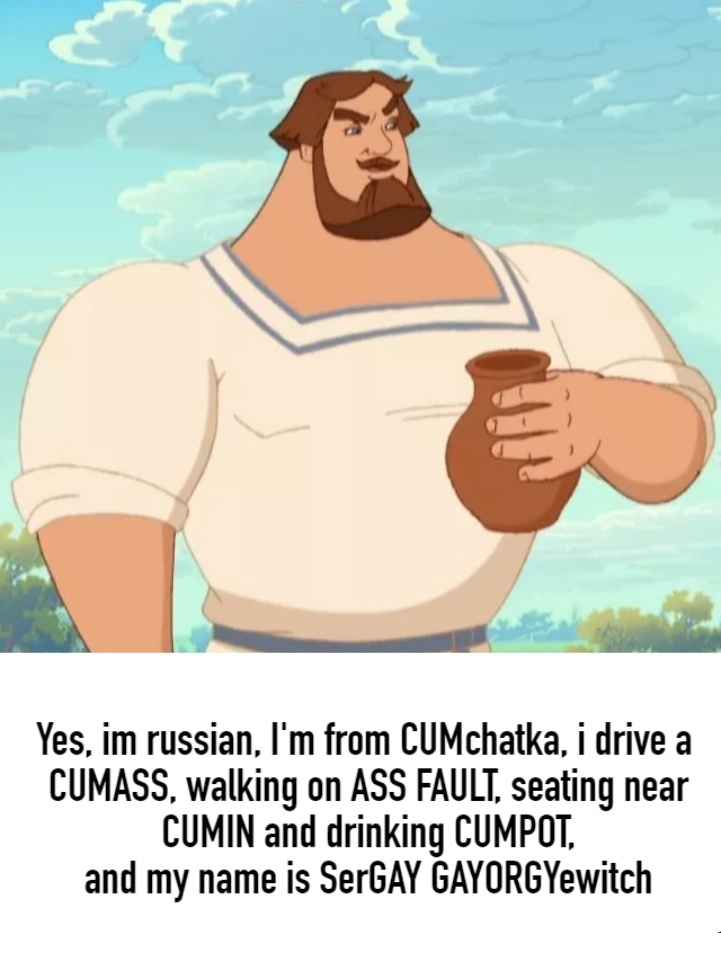 Yes, im russian, I'm from CUMchatka, i drive a
CUMASS, walking on ASS FAULT, seating near
CUMIN and drinking CUMPOT,
and my name is SerGAY GAYORGYewitch